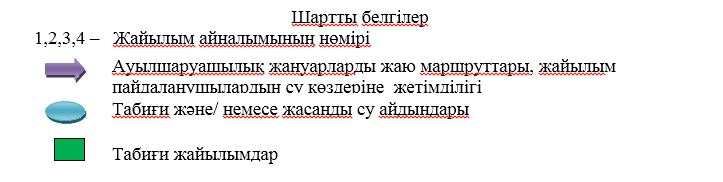 Шартты белгілер
1,2,3,4 – Жайылым айналымының нөмірі
Ауылшаруашылық жануарларды жаю маршруттары, жайылым
пайдаланушылардың су көздеріне жетімділігі
Табиғи және/ немесе жасанды су айдындары
Табиғи жайылымдар